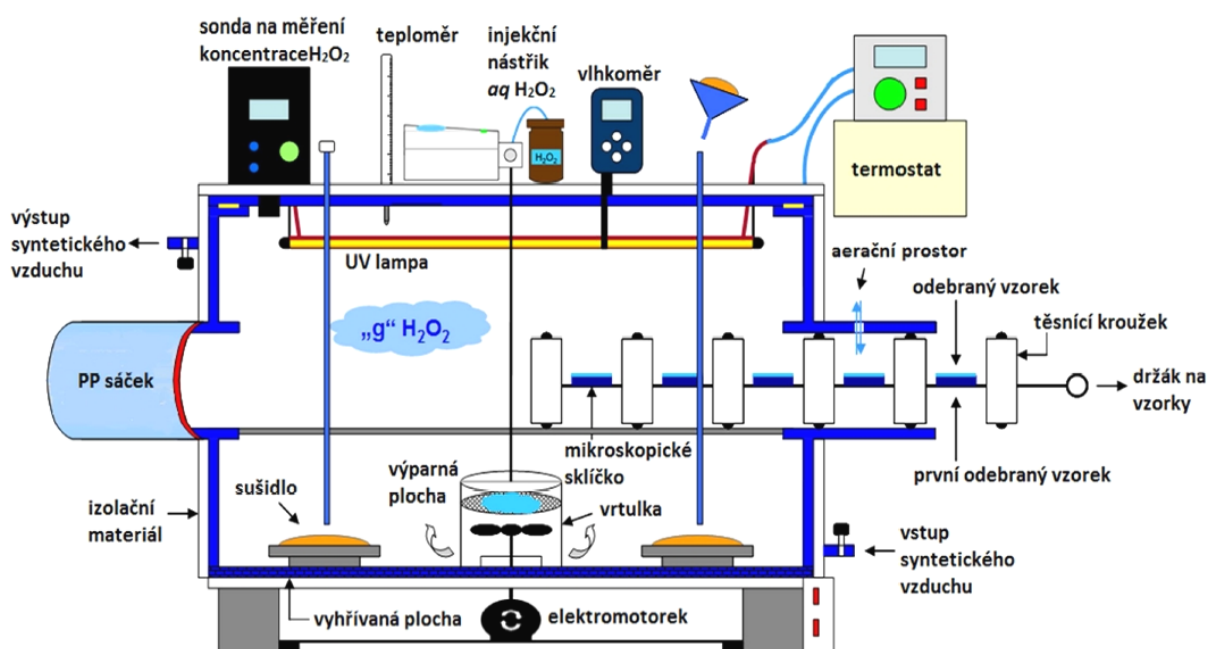 sonda na měření
koncentraceH₂O₂
teploměr
injekční
nástřik
aq H₂O₂
vlhkoměr
H₂O₂
termostat
výstup
syntetického
vzduchu
UV lampa
aerační prostor
odebraný vzorek
„g“ H₂O₂
těsnící kroužek
PP sáček
držák na
vzorky
mikroskopické
sklíčko
první odebraný vzorek
výparná
plocha
sušidlo
vrtulka
izolační
materiál
vstup
syntetického
vzduchu
vyhřívaná plocha
elektromotorek